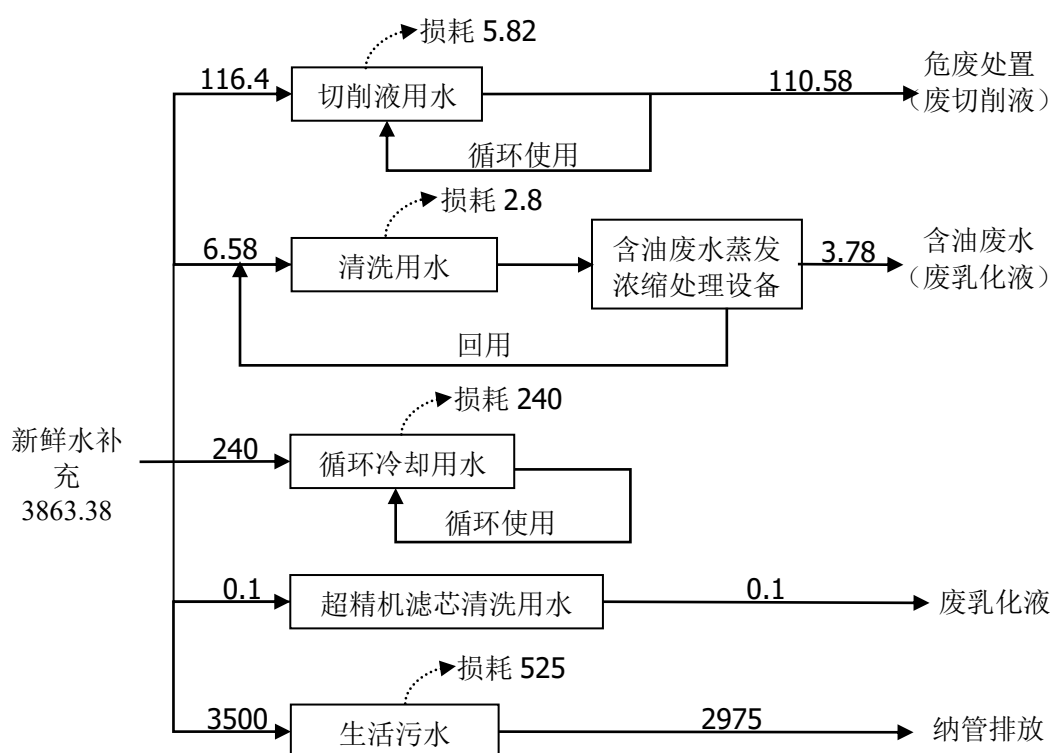 损耗 5.82
116.4
切削液用水
110.58
危废处置
（废切削液）
循环使用
损耗 2.8
6.58
清洗用水
含油废水蒸发
浓缩处理设备
3.78
含油废水
（废乳化液）
回用
损耗 240
新鲜水补
充
3863.38
240
循环冷却用水
循环使用
0.1
超精机滤芯清洗用水
0.1
废乳化液
损耗 525
3500
生活污水
2975
纳管排放